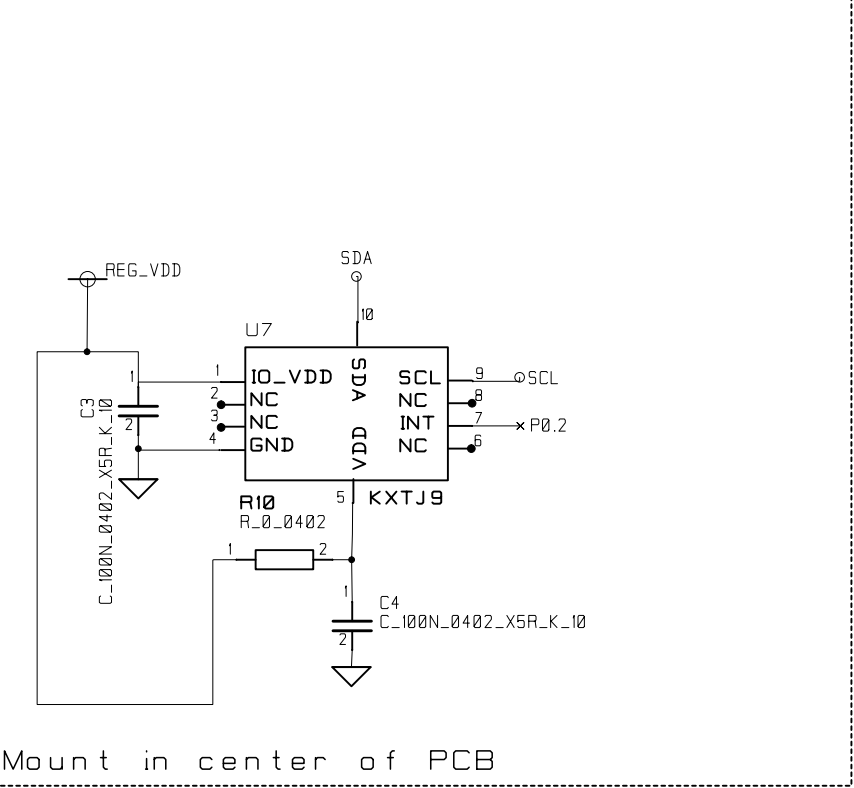 SDA
REG_VDD
10
U7
1
IO_VDD
SDA
SCL
9
SCL
1
2
NC
NC
8
C3
3
NC
INT
7
P0.2
2
4
GND
VDD
NC
6
C_100N_0402_X5R_K_10
5
KXTJ9
R10
R_0_0402
1
2
1
C4
C_100N_0402_X5R_K_10
2
Mount in center of PCB